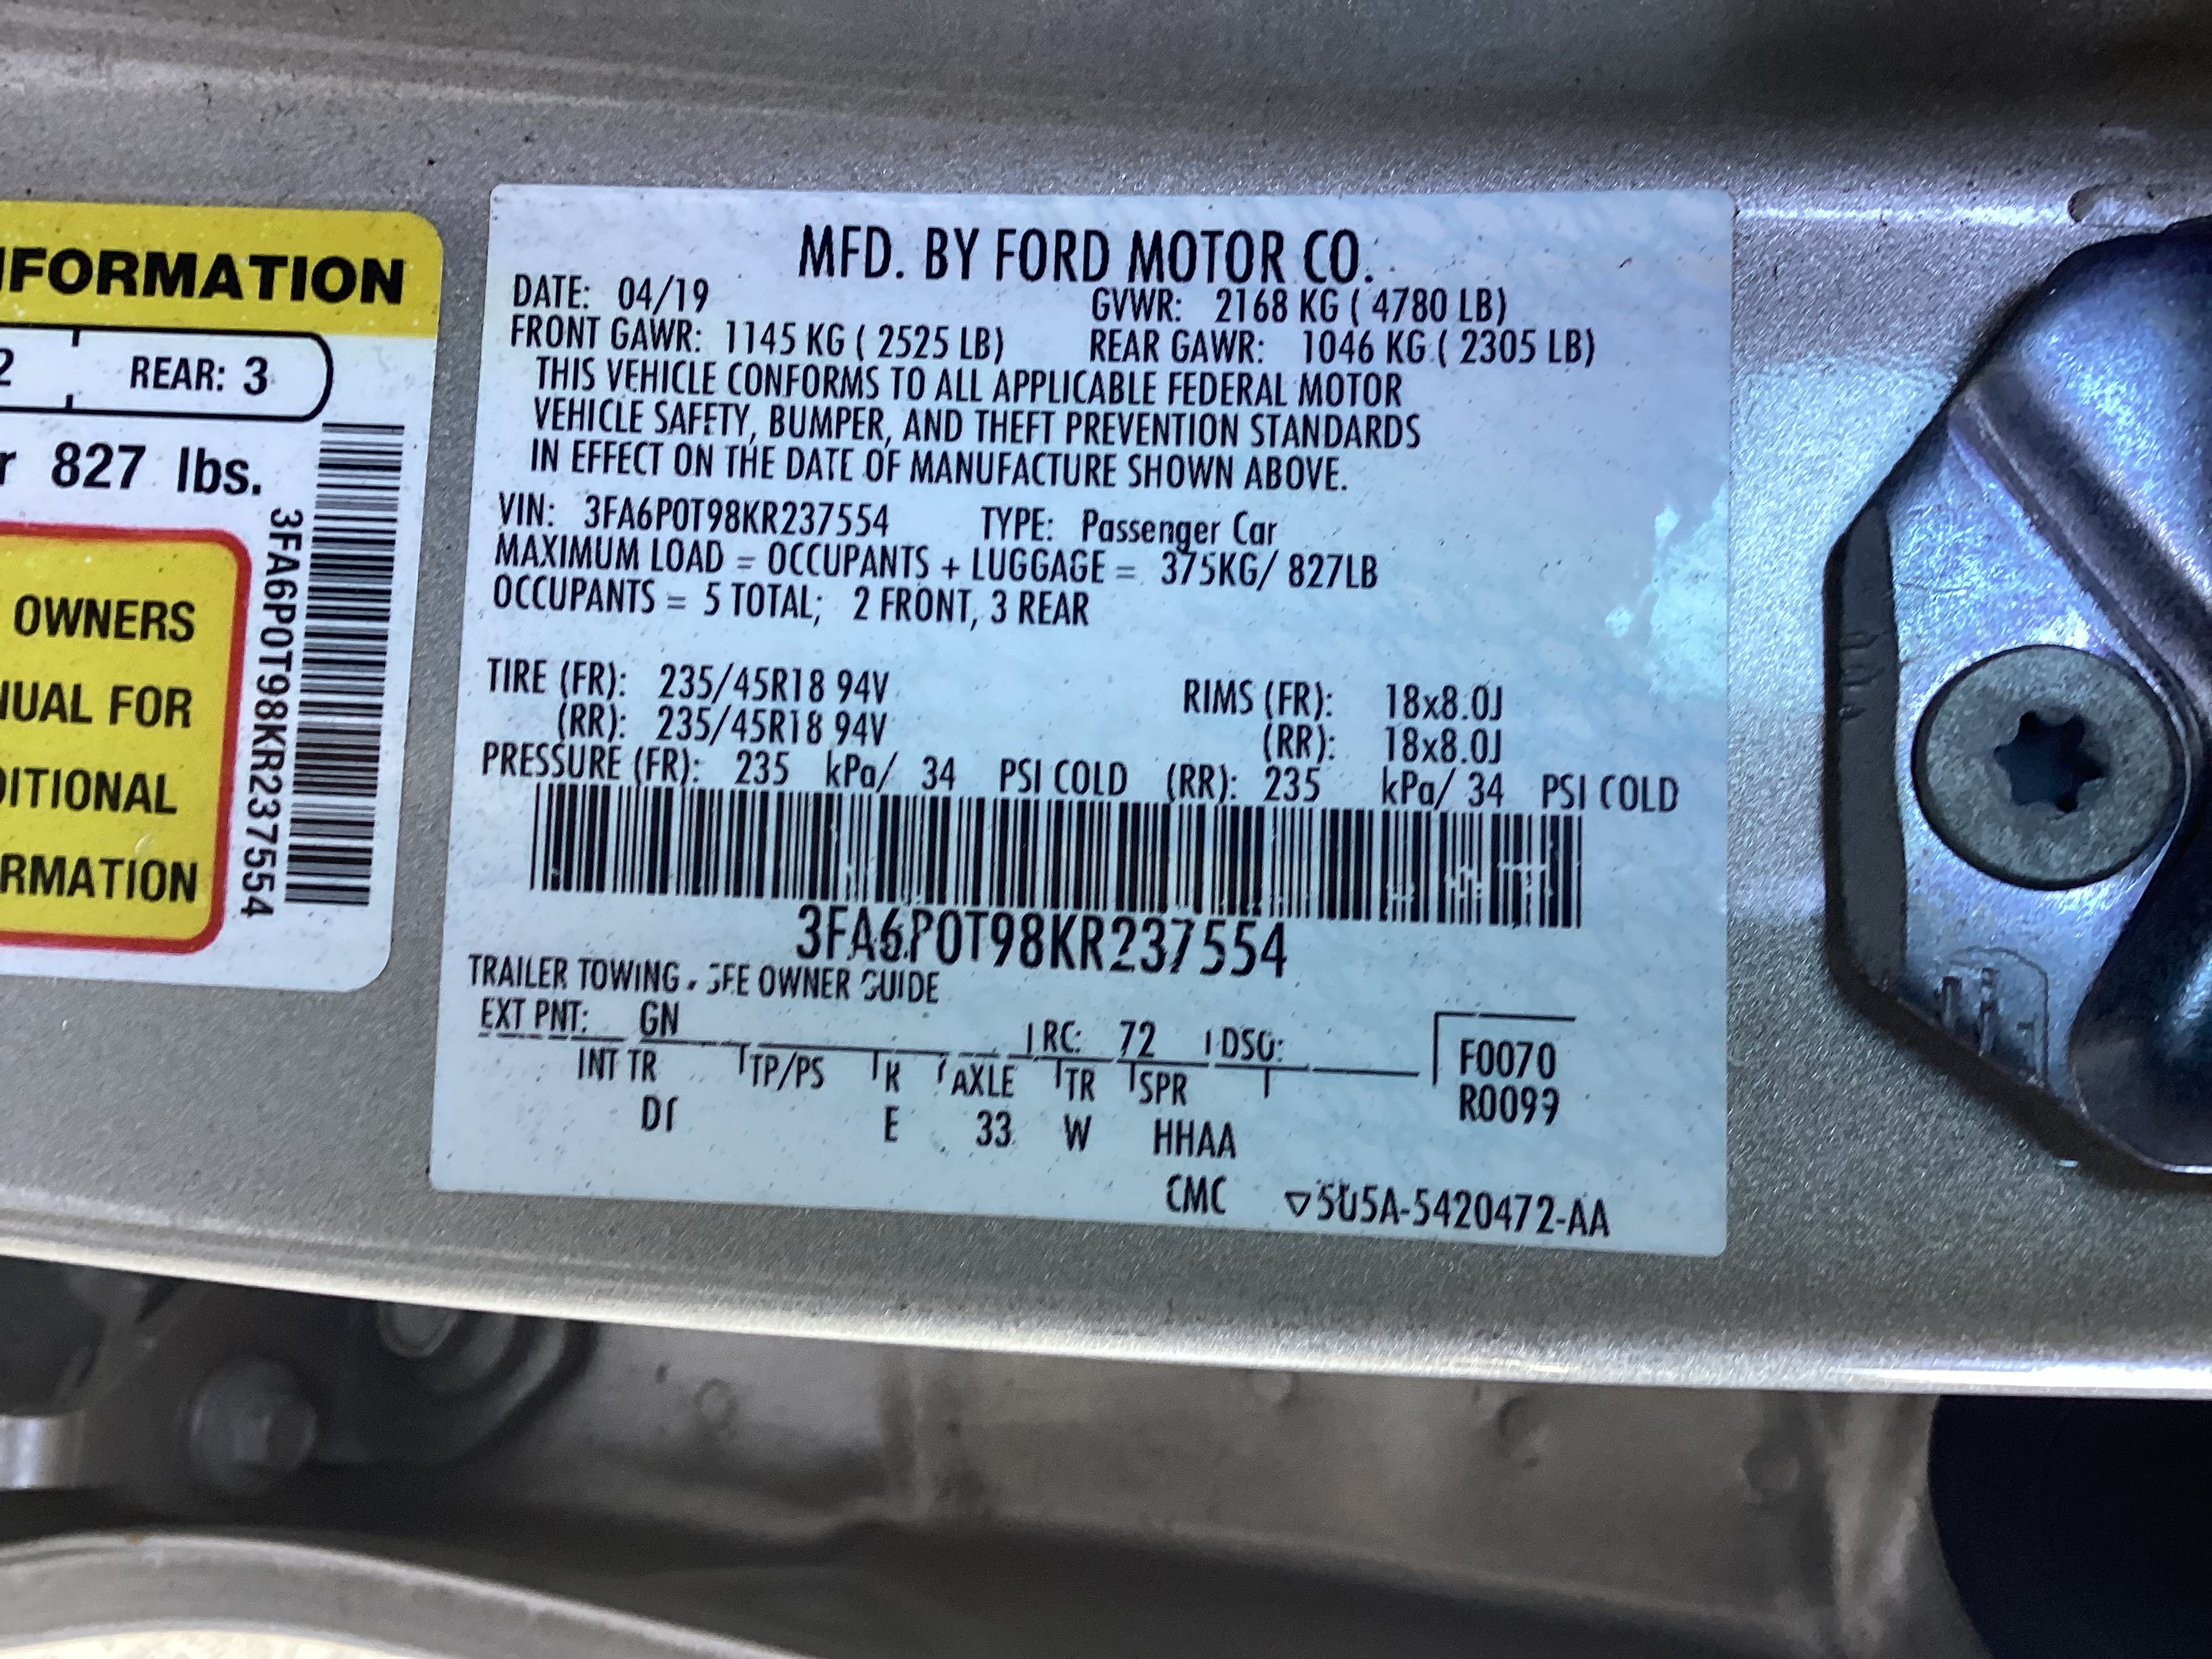 NFORMATION
2 REAR: 3
r 827 lbs.
OWNERS
NUAL FOR
DITIONAL
RMATION
3FA6P0T98KR237554
MFD. BY FORD MOTOR CO.
DATE: 04/19 GVWR: 2168 KG ( 4780 LB)
FRONT GAWR: 1145 KG ( 2525 LB) REAR GAWR: 1046 KG ( 2305 LB)
THIS VEHICLE CONFORMS TO ALL APPLICABLE FEDERAL MOTOR
VEHICLE SAFETY, BUMPER, AND THEFT PREVENTION STANDARDS
IN EFFECT ON THE DATE OF MANUFACTURE SHOWN ABOVE.
VIN: 3FA6P0T98KR237554 TYPE: Passenger Car
MAXIMUM LOAD = OCCUPANTS + LUGGAGE = 375KG/ 827LB
OCCUPANTS = 5 TOTAL; 2 FRONT, 3 REAR
TIRE (FR): 235/45R18 94V RIMS (FR): 18x8.0J
(RR): 235/45R18 94V (RR): 18x8.0J
PRESSURE (FR): 235 kPa/ 34 PSI COLD (RR): 235 kPa/ 34 PSI COLD
3FA6P0T98KR237554
TRAILER TOWING - SEE OWNER GUIDE
EXT PNT: GN RC: 72 DSO:
INT TR TP/PS R AXLE TR SPR F0070
E 33 W HHAA R0099
CMC ▽5U5A-5420472-AA